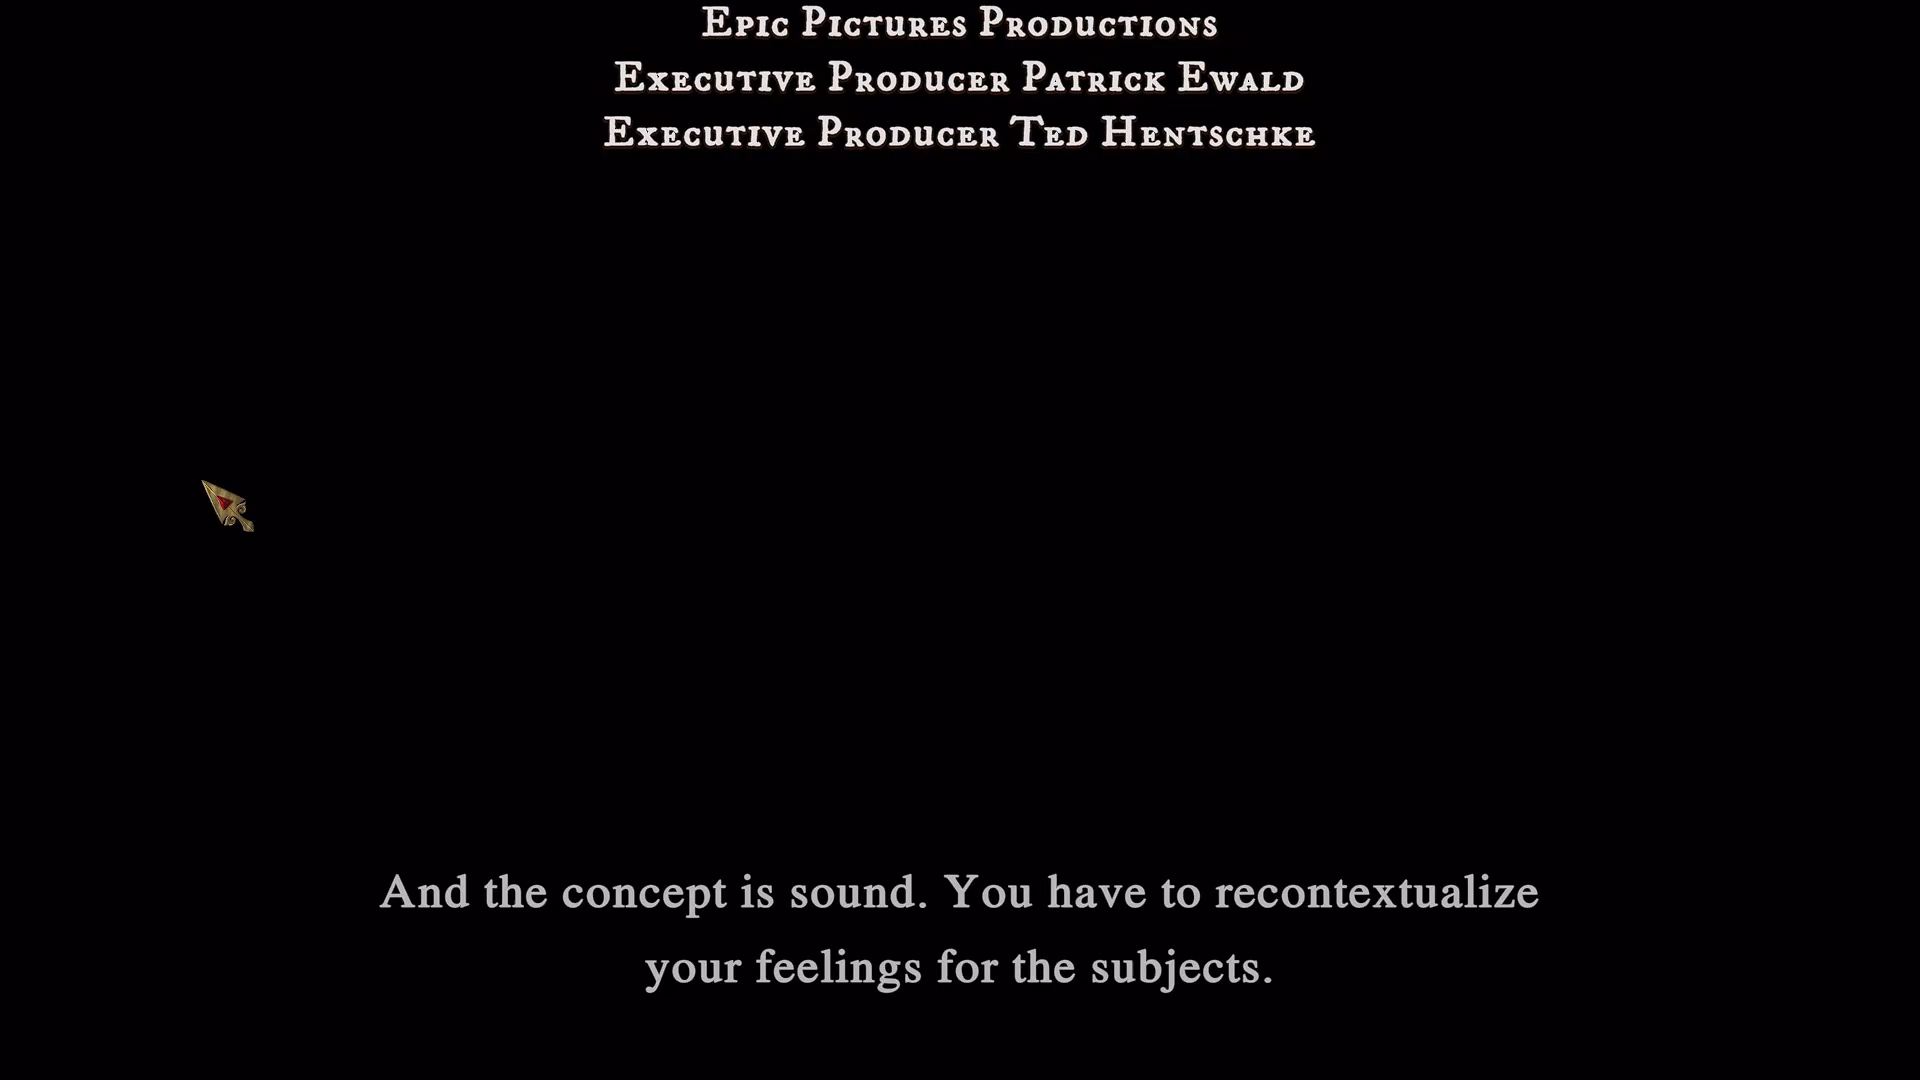 Epic Pictures Productions
Executive Producer Patrick Ewald
Executive Producer Ted Hentschke
And the concept is sound. You have to recontextualize
your feelings for the subjects.